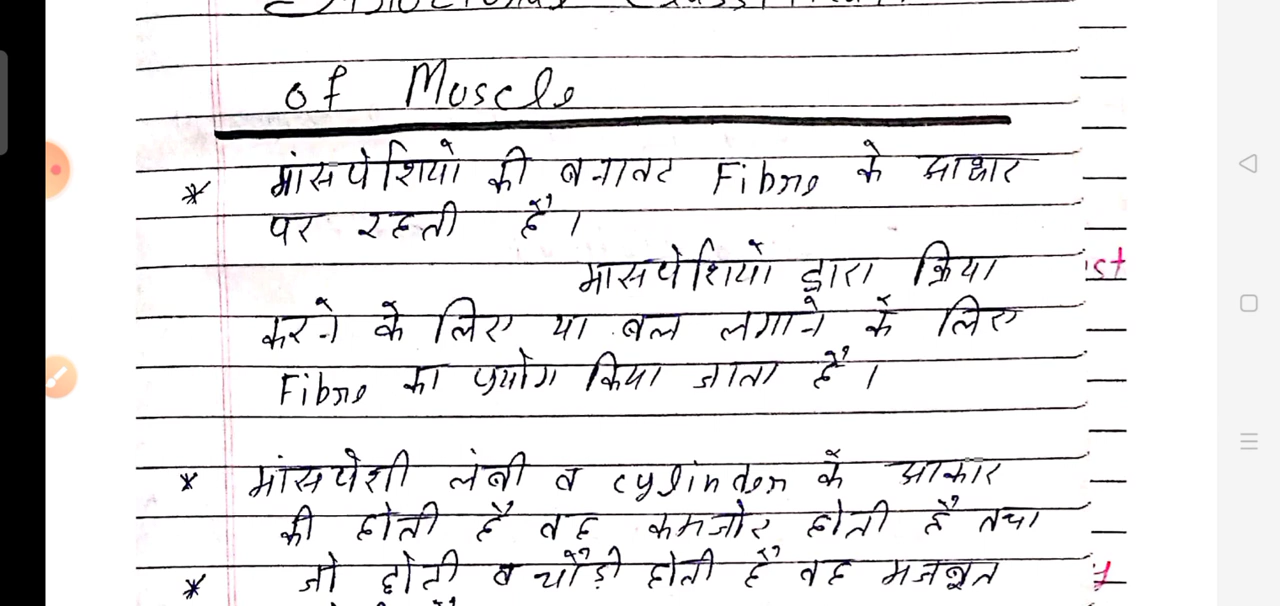 of Muscle
* मांसपेशियो की बनावट Fibre के आधार
पर रहती है।
मासपेशियों द्वारा क्रिया
करने के लिए या बल लगाने के लिए
Fibre का प्रयोग किया जाता है।
* मांसपेशी लंबी व cylinder के आकार
की होती है वह कमजोर होती है तथा
* जो होटी व चौड़ी होती है वह मजबूत
ist